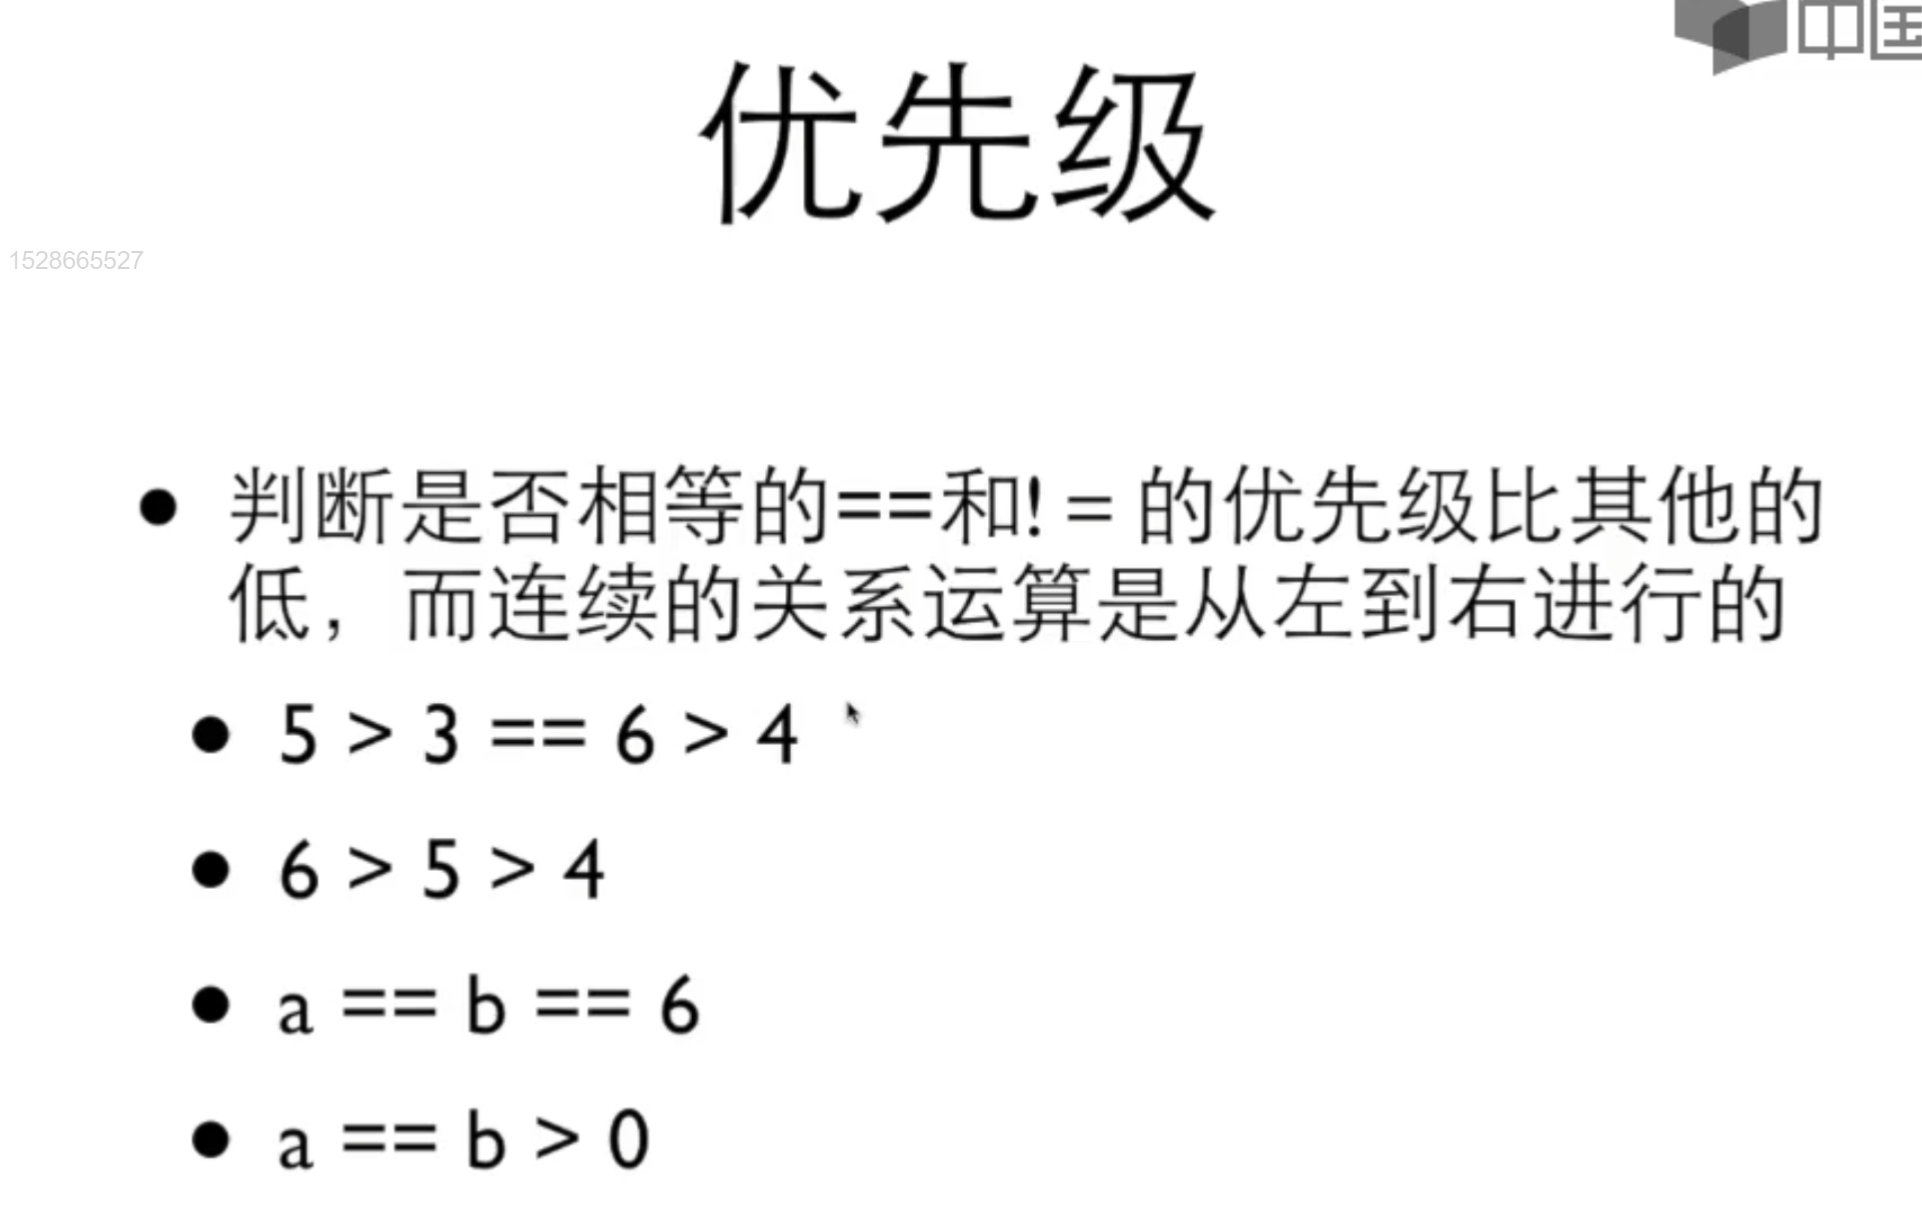 中国
优先级
1528665527
● 判断是否相等的==和! = 的优先级比其他的
低，而连续的关系运算是从左到右进行的
● 5 > 3 == 6 > 4
● 6 > 5 > 4
● a == b == 6
● a == b > 0